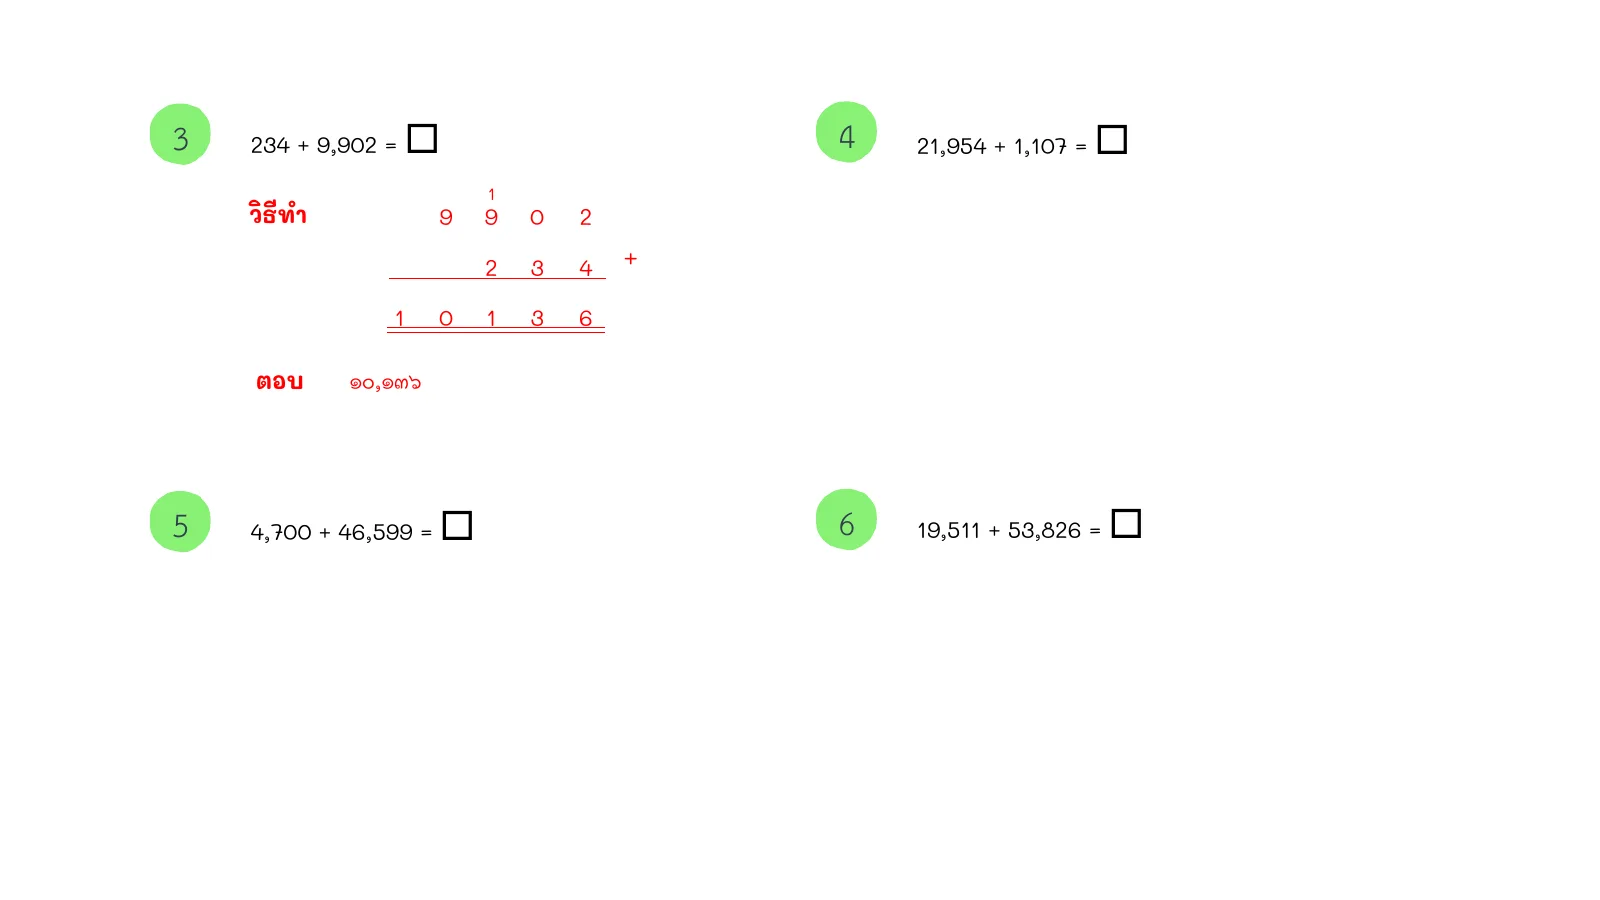 3 234 + 9,902 = □
วิธีทำ
1
9 9 0 2
2 3 4 +
1 0 1 3 6
ตอบ ๑๐,๑๓๖
4 21,954 + 1,107 = □
5 4,700 + 46,599 = □
6 19,511 + 53,826 = □